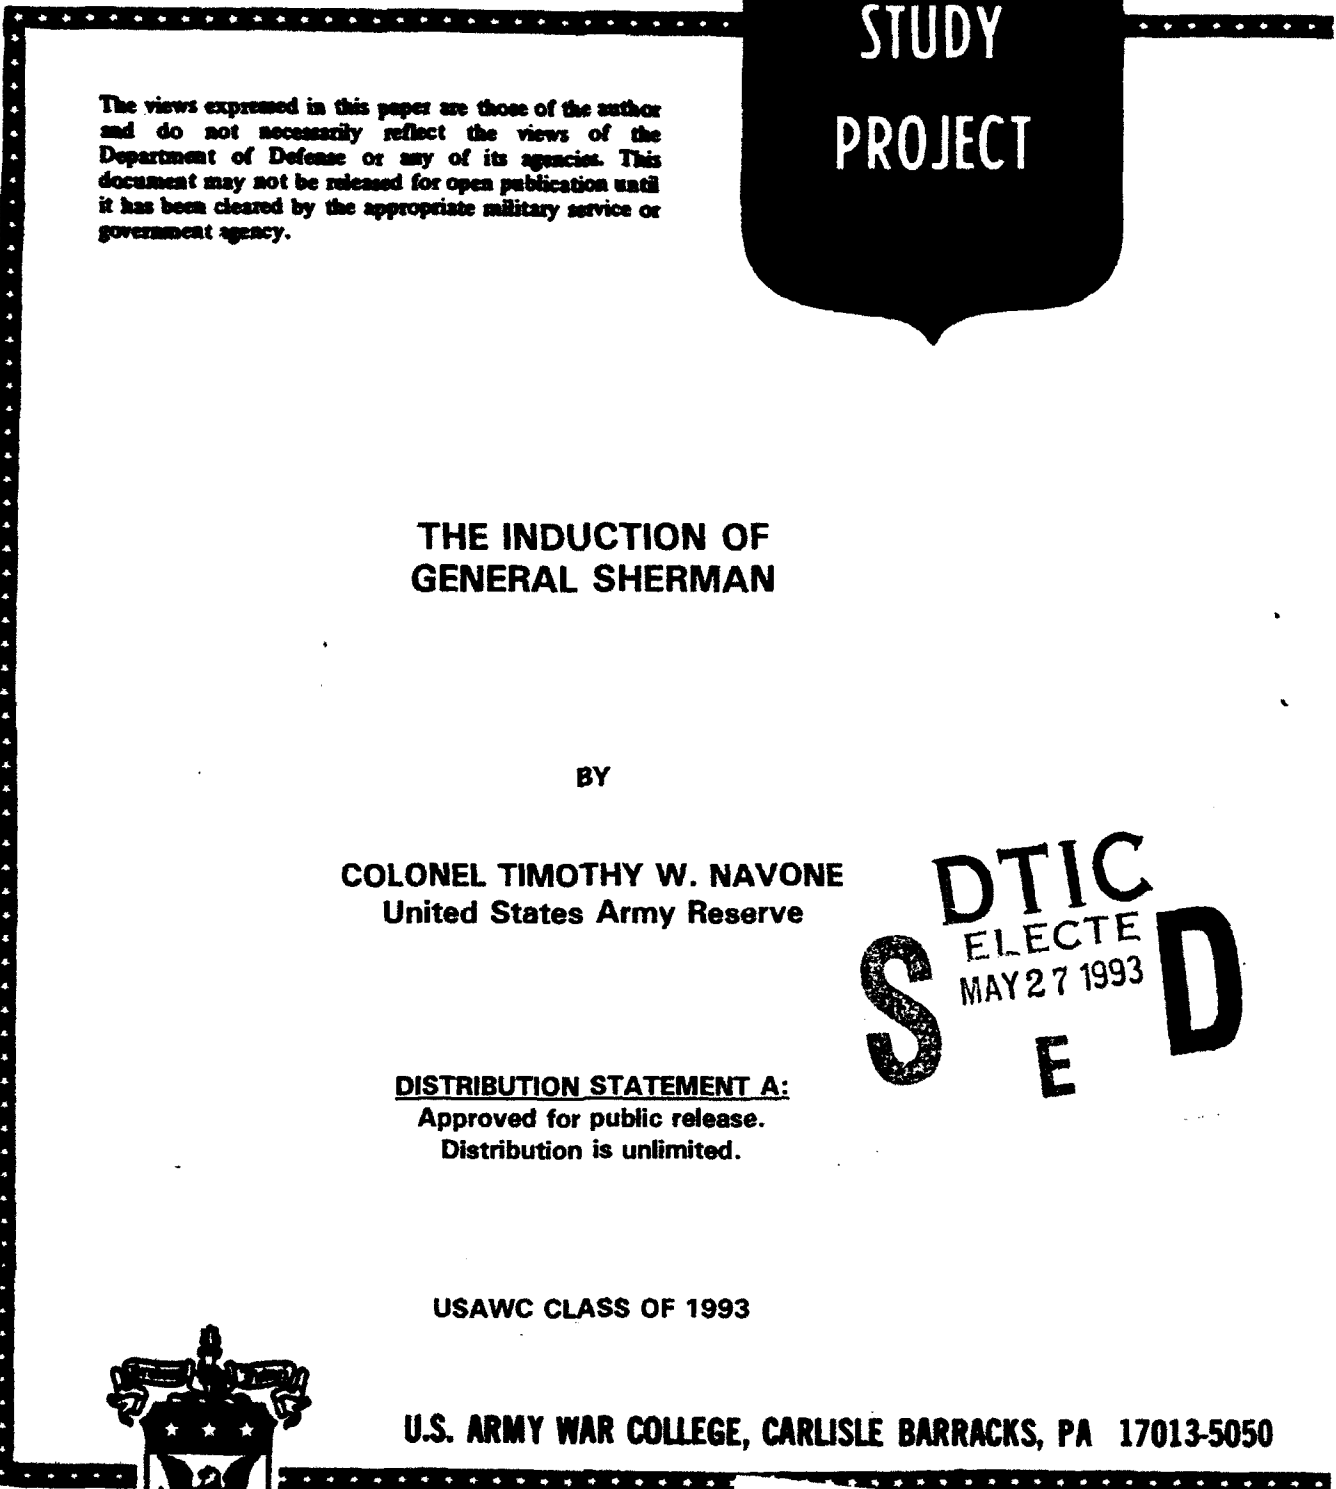 STUDY
PROJECT
The views expressed in this paper are those of the author
and do not necessarily reflect the views of the
Department of Defense or any of its agencies. This
document may not be released for open publication until
it has been cleared by the appropriate military service or
government agency.
THE INDUCTION OF
GENERAL SHERMAN
BY
COLONEL TIMOTHY W. NAVONE
United States Army Reserve
DTIC
ELECTE
MAY 27 1993
S D
E
DISTRIBUTION STATEMENT A:
Approved for public release.
Distribution is unlimited.
USAWC CLASS OF 1993
U.S. ARMY WAR COLLEGE, CARLISLE BARRACKS, PA 17013-5050